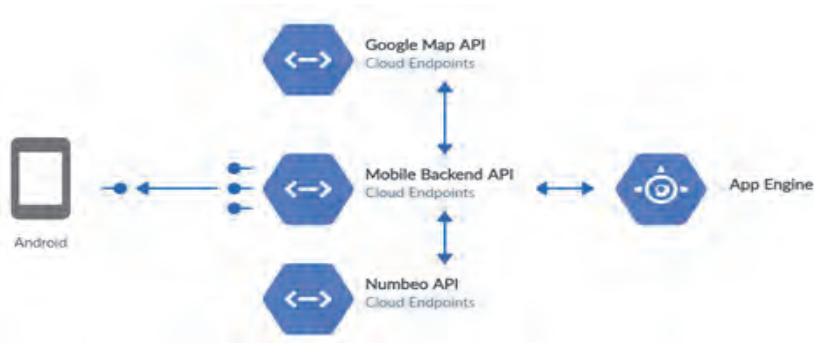 Google Map API
Cloud Endpoints
Mobile Backend API
Cloud Endpoints
App Engine
Android
Numbeo API
Cloud Endpoints